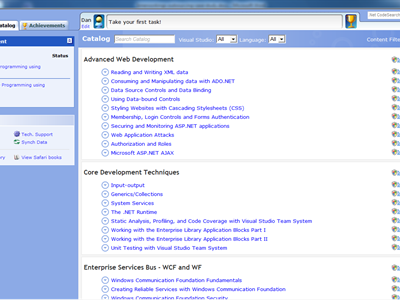 Dan
Edit
Take your first task!
.Net CodeSearch
Catalog
Achievements
Catalog
Search Catalog
Visual Studio: All
Language: All
Content Filter
Status
Programming using
Programming using
Tech. Support
Synch Data
View Safari books
Advanced Web Development
Reading and Writing XML data
Consuming and Manipulating data with ADO.NET
Data Source Controls and Data Binding
Using Data-bound Controls
Styling Websites with Cascading Stylesheets (CSS)
Membership, Login Controls and Forms Authentication
Securing and Monitoring ASP.NET applications
Web Application Attacks
Authorization and Roles
Microsoft ASP.NET AJAX
Core Development Techniques
Input-output
Generics/Collections
System Services
The .NET Runtime
Static Analysis, Profiling, and Code Coverage with Visual Studio Team System
Working with the Enterprise Library Application Blocks Part I
Working with the Enterprise Library Application Blocks Part II
Unit Testing with Visual Studio Team System
Enterprise Services Bus - WCF and WF
Windows Communication Foundation Fundamentals
Creating Reliable Services with Windows Communication Foundation
Windows Communication Foundation Security